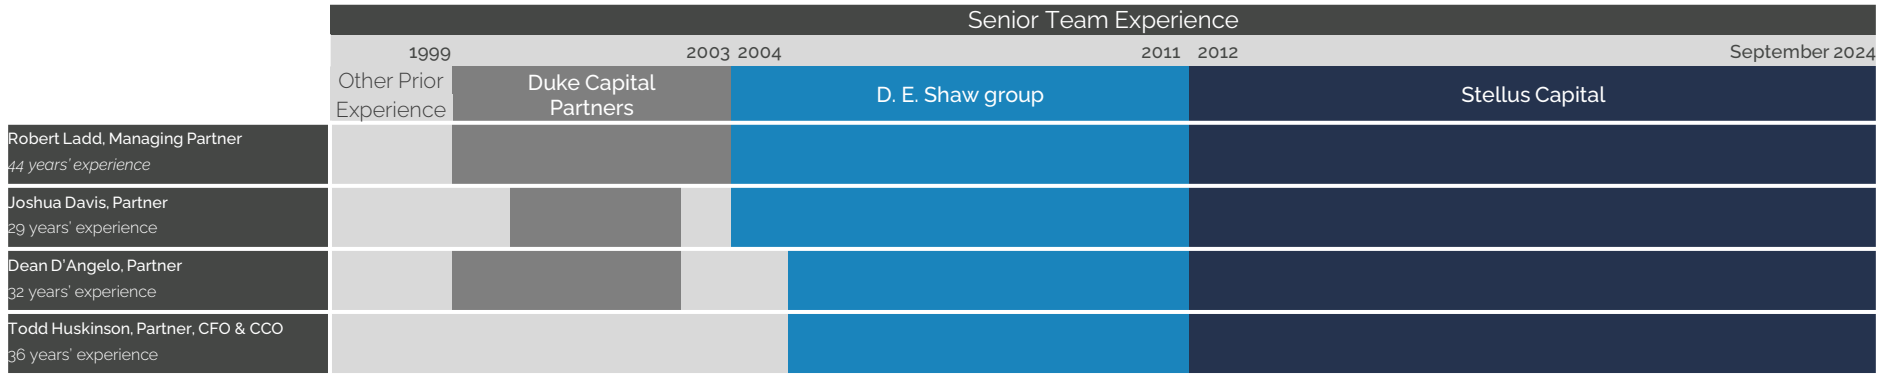 Senior Team Experience
1999 2003 2004 2011 2012 September 2024
Other Prior
Experience
Duke Capital
Partners
D. E. Shaw group
Stellus Capital
Robert Ladd, Managing Partner
44 years' experience
Joshua Davis, Partner
29 years' experience
Dean D'Angelo, Partner
32 years' experience
Todd Huskinson, Partner, CFO & CCO
36 years' experience